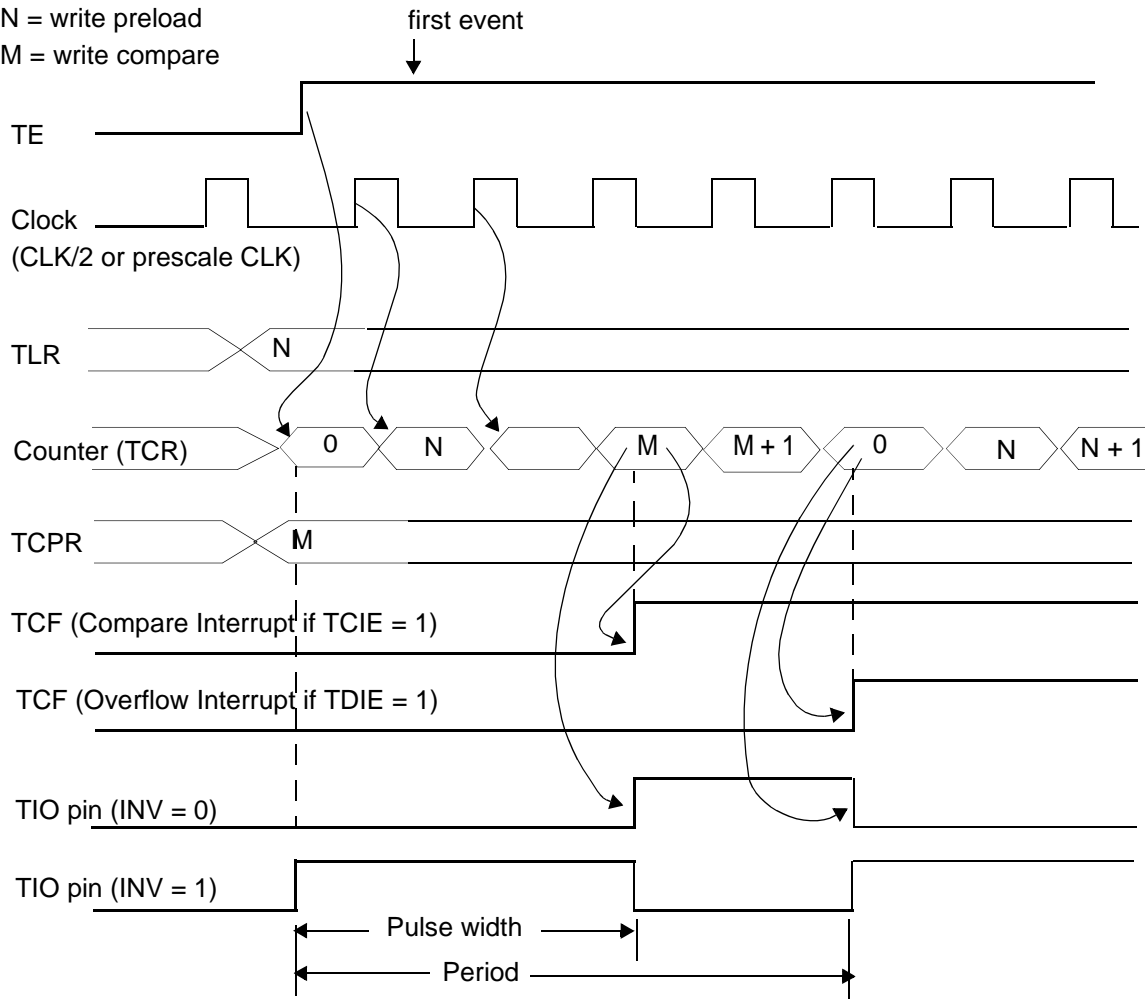 N = write preload
first event
M = write compare
TE
Clock
(CLK/2 or prescale CLK)
TLR
N
Counter (TCR)
0
N
M
M + 1
0
N
N + 1
TCPR
M
TCF (Compare Interrupt if TCIE = 1)
TCF (Overflow Interrupt if TDIE = 1)
TIO pin (INV = 0)
TIO pin (INV = 1)
Pulse width
Period